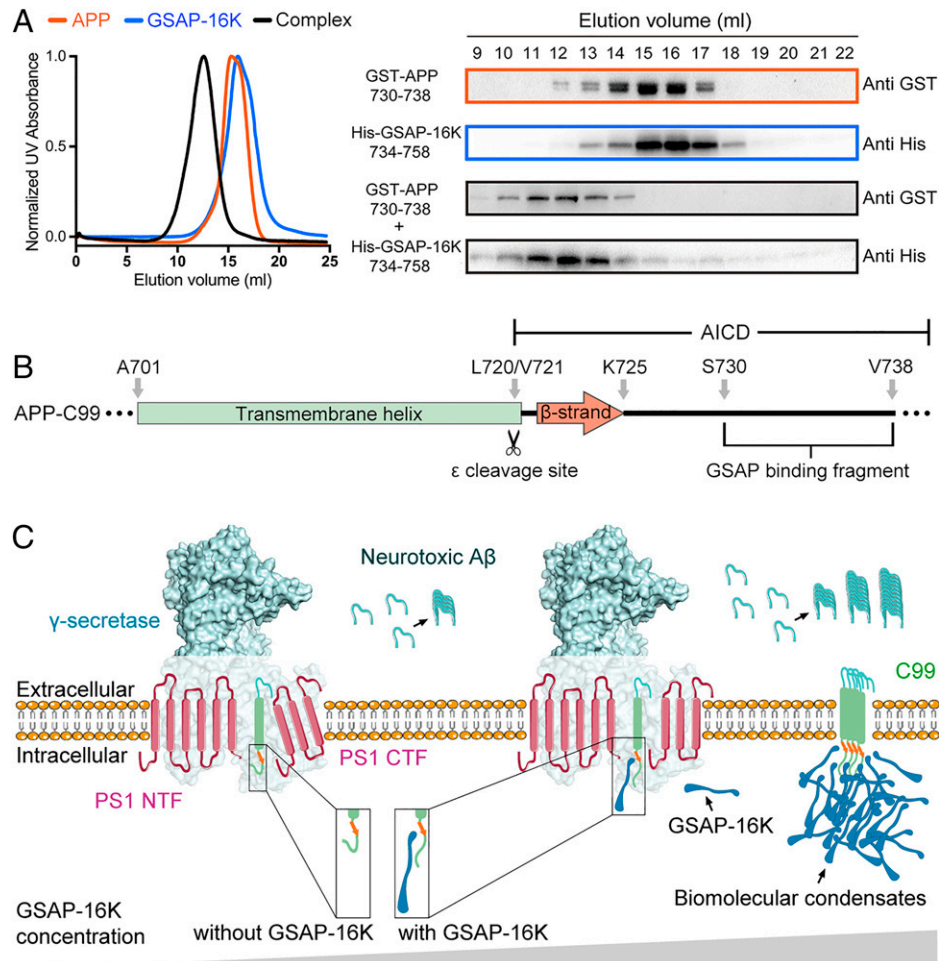 A
APP
GSAP-16K
Complex
Normalized UV Absorbance
1.0
0.5
0.0
0
5
10
15
20
25
Elution volume (ml)
Elution volume (ml)
9 10 11 12 13 14 15 16 17 18 19 20 21 22
GST-APP
730-738
Anti GST
His-GSAP-16K
734-758
Anti His
GST-APP
730-738
+
His-GSAP-16K
734-758
Anti GST
Anti His
B
AICD
A701
L720/V721
K725
S730
V738
APP-C99
Transmembrane helix
β-strand
ε cleavage site
GSAP binding fragment
C
Neurotoxic Aβ
γ-secretase
C99
Extracellular
Intracellular
PS1 NTF
PS1 CTF
GSAP-16K
Biomolecular condensates
GSAP-16K
concentration
without GSAP-16K
with GSAP-16K